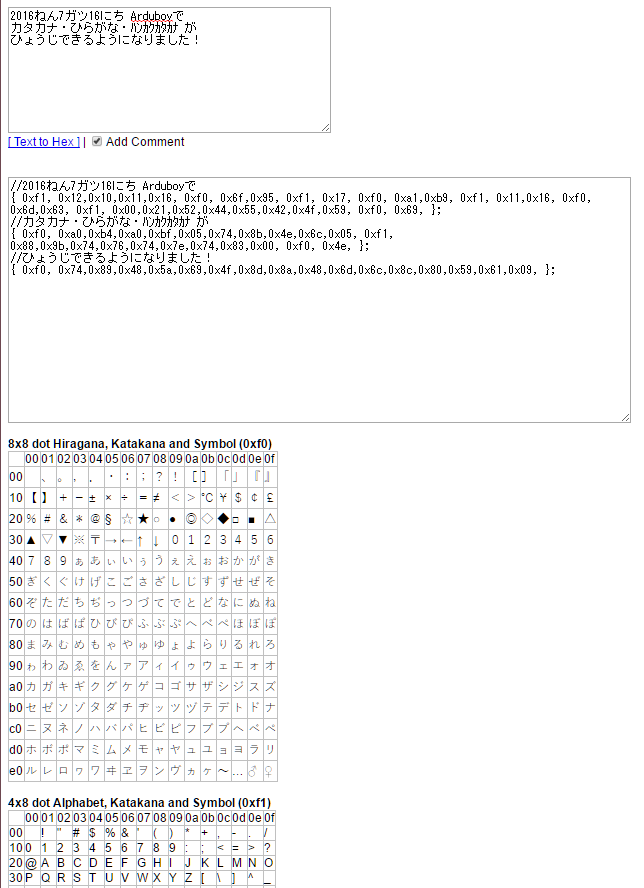 2016ねん7ガツ16にち Arduboyで
カタカナ・ひらがな・ﾊﾝｶｸｶﾀｶﾅ が
ひょうじできるようになりました！
[ Text to Hex ] | Add Comment
//2016ねん7ガツ16にち Arduboyで
{ 0xf1, 0x12,0x10,0x11,0x16, 0xf0, 0x6f,0x95, 0xf1, 0x17, 0xf0, 0xa1,0xb9, 0xf1, 0x11,0x16, 0xf0,
0x6d,0x63, 0xf1, 0x00,0x21,0x52,0x44,0x55,0x42,0x4f,0x59, 0xf0, 0x69, };
//カタカナ・ひらがな・ﾊﾝｶｸｶﾀｶﾅ が
{ 0xf0, 0xa0,0xb4,0xa0,0xbf,0x05,0x74,0x8b,0x4e,0x6c,0x05, 0xf1,
0x88,0x9b,0x74,0x76,0x74,0x7e,0x74,0x83,0x00, 0xf0, 0x4e, };
//ひょうじできるようになりました！
{ 0xf0, 0x74,0x89,0x48,0x5a,0x69,0x4f,0x8d,0x8a,0x48,0x6d,0x6c,0x8c,0x80,0x59,0x61,0x09, };
8x8 dot Hiragana, Katakana and Symbol (0xf0)
00 01 02 03 04 05 06 07 08 09 0a 0b 0c 0d 0e 0f
00 、 。 ， ． ・ ： ； ？ ！ [ ] 「 」 『 』
10 【 】 ＋ － ± × ÷ ＝ ≠ ＜ ＞ ℃ ￥ ＄ ￠ ￡
20 ％ ＃ ＆ ＊ ＠ § ☆ ★ ○ ● ◎ ◇ ◆ □ ■ △
30 ▲ ▽ ▼ ※ 〒 → ← ↑ ↓ ０ １ ２ ３ ４ ５ ６
40 ７ ８ ９ ぁ あ ぃ い ぅ う ぇ え ぉ お か が き
50 ぎ く ぐ け げ こ ご さ ざ し じ す ず せ ぜ そ
60 ぞ た だ ち ぢ っ つ づ て で と ど な に ぬ ね
70 の は ば ぱ ひ び ぴ ふ ぶ ぷ へ べ ぺ ほ ぼ ぽ
80 ま み む め も ゃ や ゅ ゆ ょ よ ら り る れ ろ
90 ゎ わ ゐ ゑ を ん ァ ア ィ イ ゥ ウ ェ エ ォ オ
a0 カ ガ キ ギ ク グ ケ ゲ コ ゴ サ ザ シ ジ ス ズ
b0 セ ゼ ソ ゾ タ ダ チ ヂ ッ ツ ヅ テ デ ト ド ナ
c0 ニ ヌ ネ ノ ハ バ パ ヒ ビ ピ フ ブ プ ヘ ベ ペ
d0 ホ ボ ポ マ ミ ム メ モ ャ ヤ ュ ユ ョ ヨ ラ リ
e0 ル レ ロ ヮ ワ ヰ ヱ ヲ ン ヴ ヵ ヶ ～ … ♂ ♀
4x8 dot Alphabet, Katakana and Symbol (0xf1)
00 01 02 03 04 05 06 07 08 09 0a 0b 0c 0d 0e 0f
00 ! " # $ % & ' ( ) * + , - . /
10 0 1 2 3 4 5 6 7 8 9 : ; < = > ?
20 @ A B C D E F G H I J K L M N O
30 P Q R S T U V W X Y Z [ \ ] ^ _